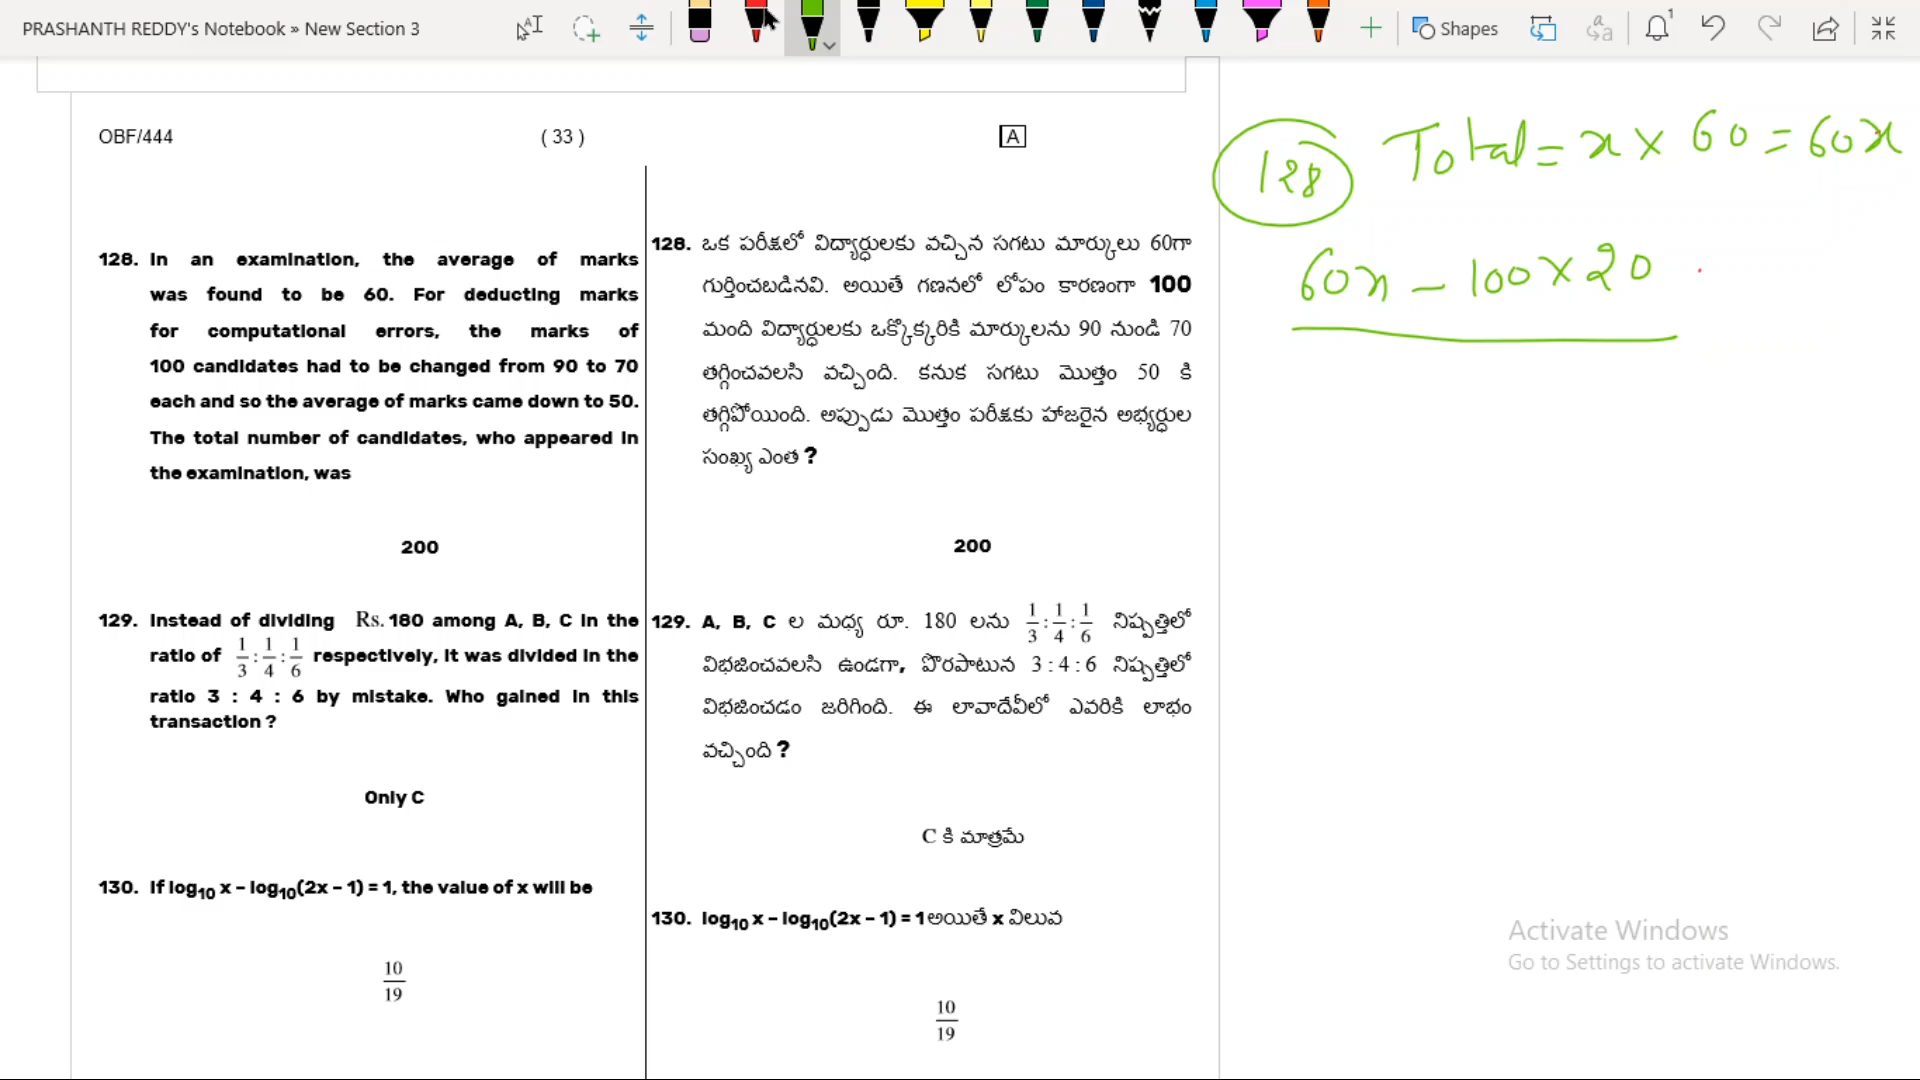 PRASHANTH REDDY's Notebook » New Section 3
Shapes
1
OBF/444
( 33 )
A
128. In an examination, the average of marks
was found to be 60. For deducting marks
for computational errors, the marks of
100 candidates had to be changed from 90 to 70
each and so the average of marks came down to 50.
The total number of candidates, who appeared in
the examination, was
200
129. Instead of dividing Rs. 180 among A, B, C in the
ratio of 1/3 : 1/4 : 1/6 respectively, it was divided in the
ratio 3 : 4 : 6 by mistake. Who gained in this
transaction ?
Only C
130. If log₁₀ x – log₁₀(2x – 1) = 1, the value of x will be
10/19
128. ఒక పరీక్షలో విద్యార్థులకు వచ్చిన సగటు మార్కులు 60గా
గుర్తించబడినవి. అయితే గణనలో లోపం కారణంగా 100
మంది విద్యార్థులకు ఒక్కొక్కరికి మార్కులను 90 నుండి 70
తగ్గించవలసి వచ్చింది. కనుక సగటు మొత్తం 50 కి
తగ్గిపోయింది. అప్పుడు మొత్తం పరీక్షకు హాజరైన అభ్యర్థుల
సంఖ్య ఎంత ?
200
129. A, B, C ల మధ్య రూ. 180 లను 1/3 : 1/4 : 1/6 నిష్పత్తిలో
విభజించవలసి ఉండగా, పొరపాటున 3 : 4 : 6 నిష్పత్తిలో
విభజించడం జరిగింది. ఈ లావాదేవీలో ఎవరికి లాభం
వచ్చింది ?
C కి మాత్రమే
130. log₁₀ x – log₁₀(2x – 1) = 1 అయితే x విలువ
10/19
128 Total = x × 60 = 60x
60x – 100 × 20
Activate Windows
Go to Settings to activate Windows.